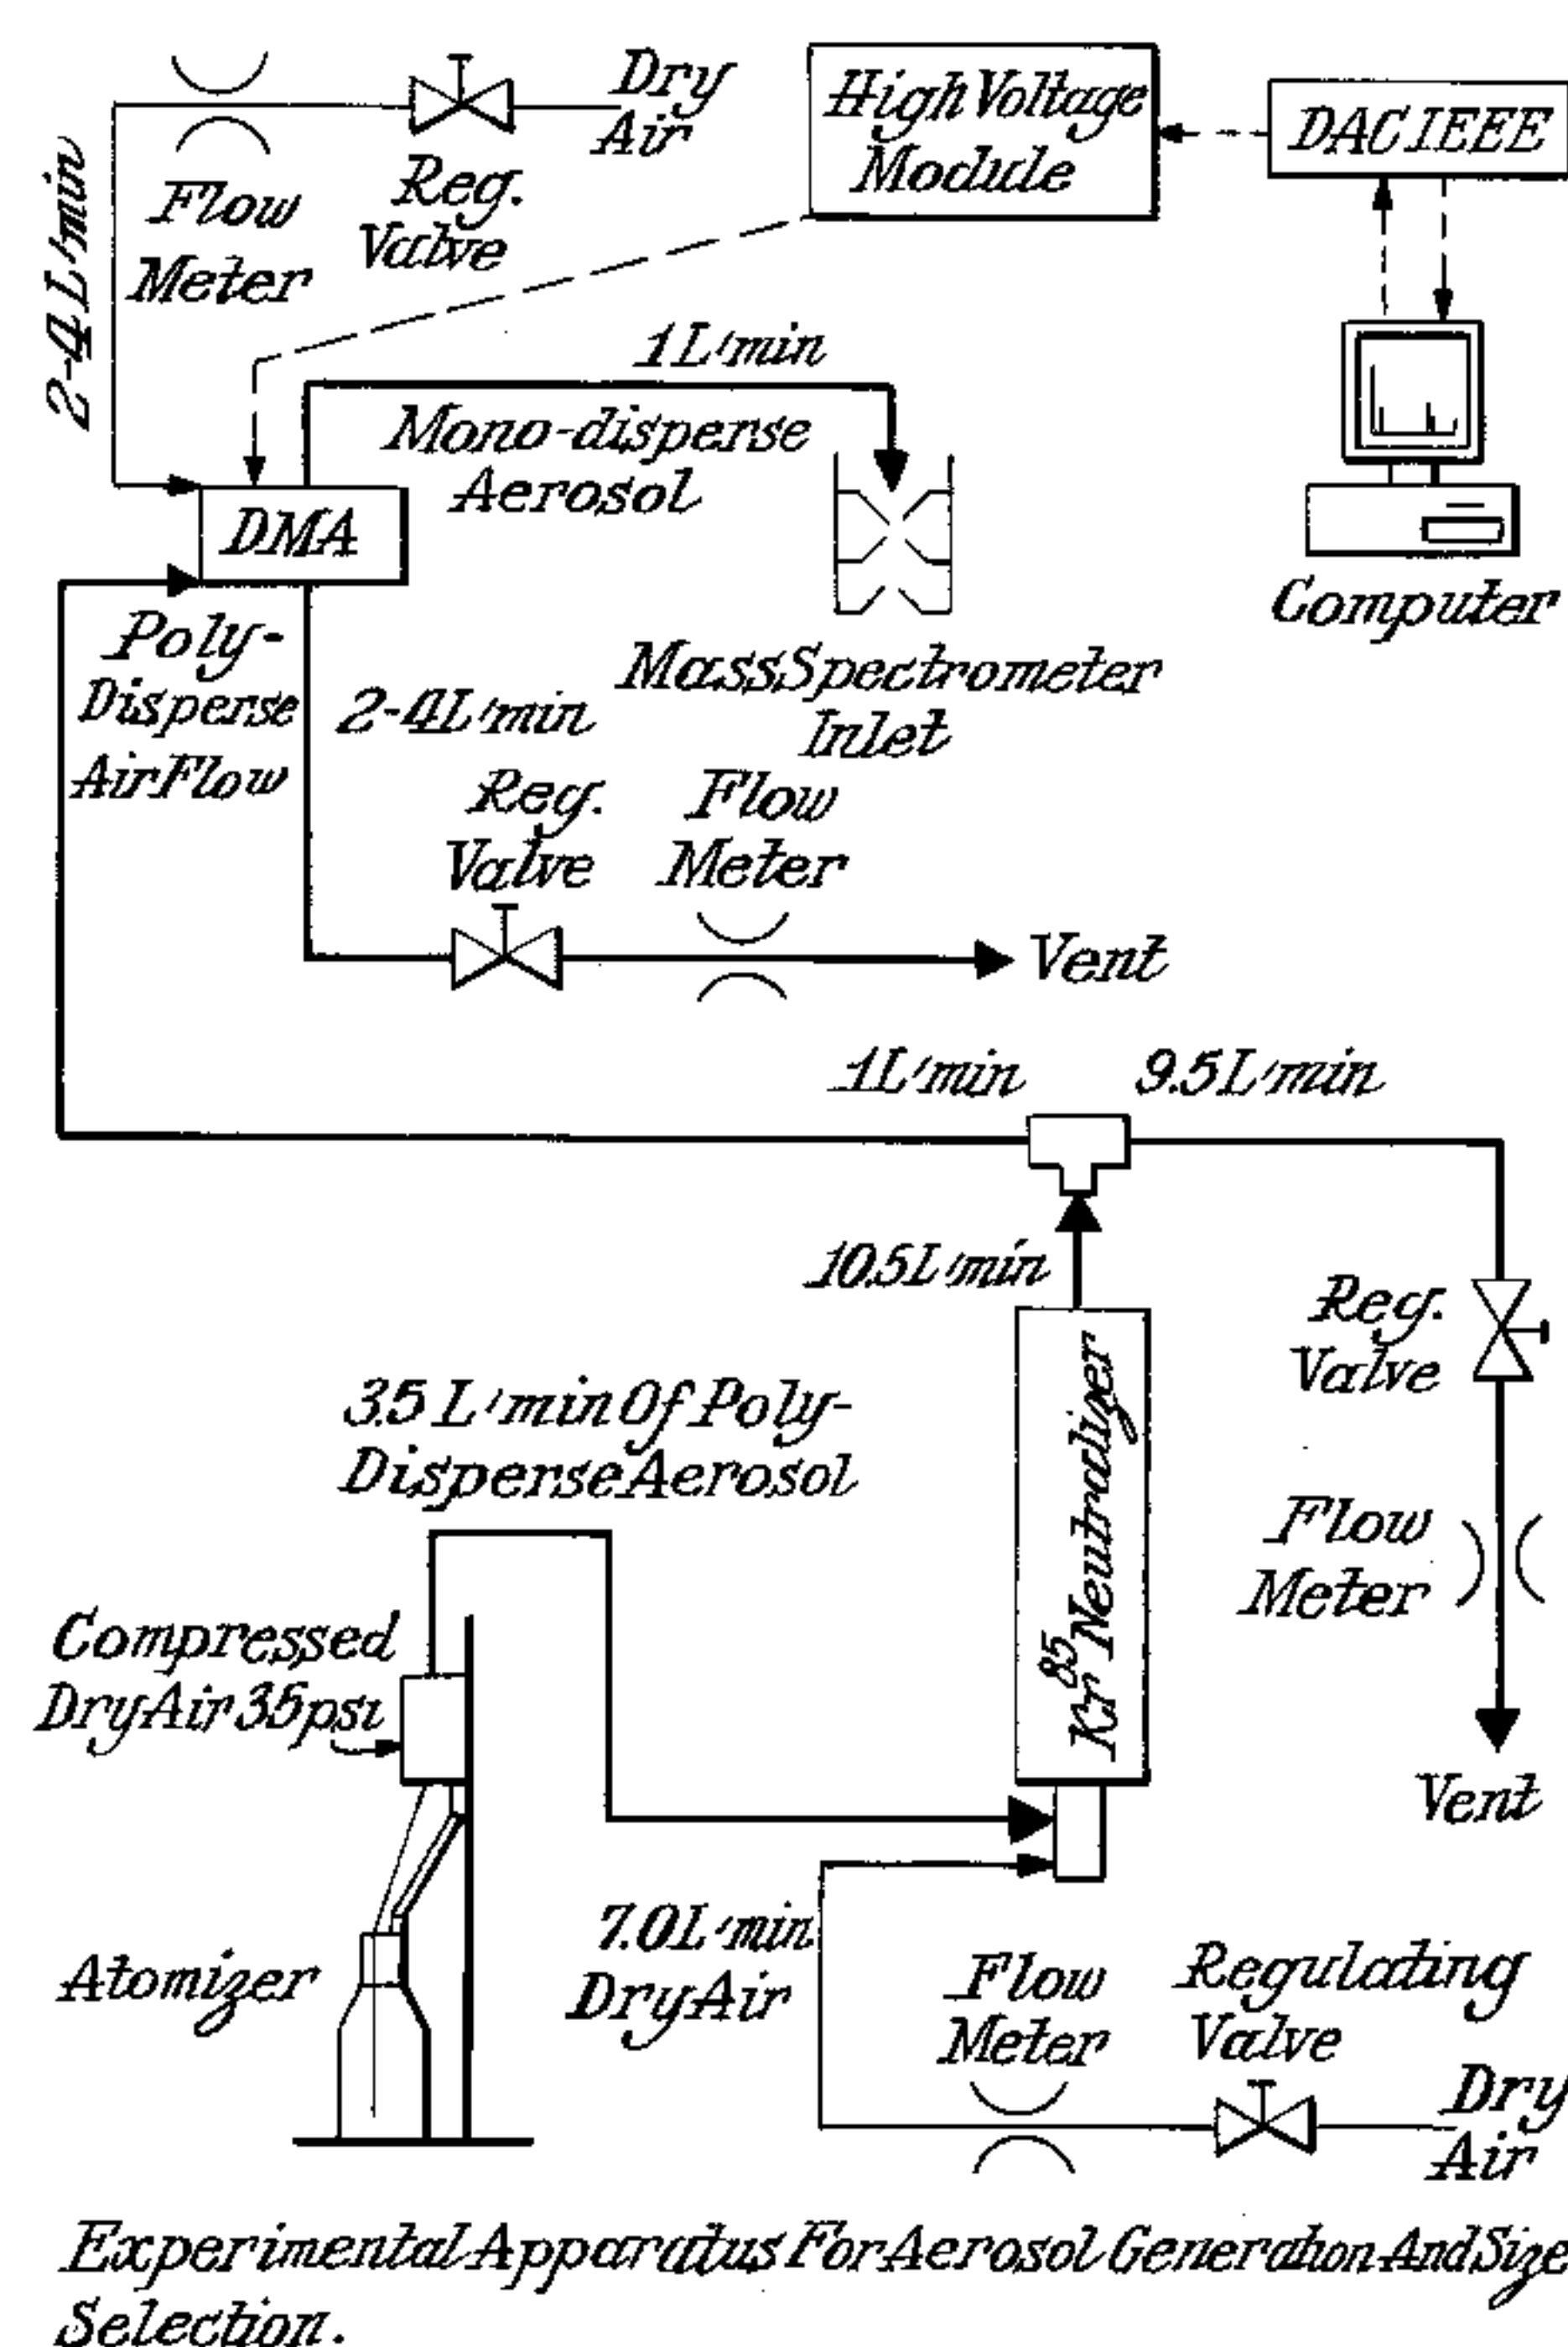 Dry
Air
Reg.
Valve
Flow
Meter
2-4 L/min
High Voltage
Module
DAC IEEE
Computer
1 L/min
Mono-disperse
Aerosol
DMA
Mass Spectrometer
Inlet
Poly-
Disperse
Air Flow
2-4 L/min
Reg.
Valve
Flow
Meter
Vent
1 L/min
9.5 L/min
10.5 L/min
Reg.
Valve
Flow
Meter
Vent
Kr85 Neutralizer
3.5 L/min Of Poly-
Disperse Aerosol
Compressed
Dry Air 35 psi
Atomizer
7.0 L/min
Dry Air
Flow
Meter
Regulating
Valve
Dry
Air
Experimental Apparatus For Aerosol Generation And Size
Selection.